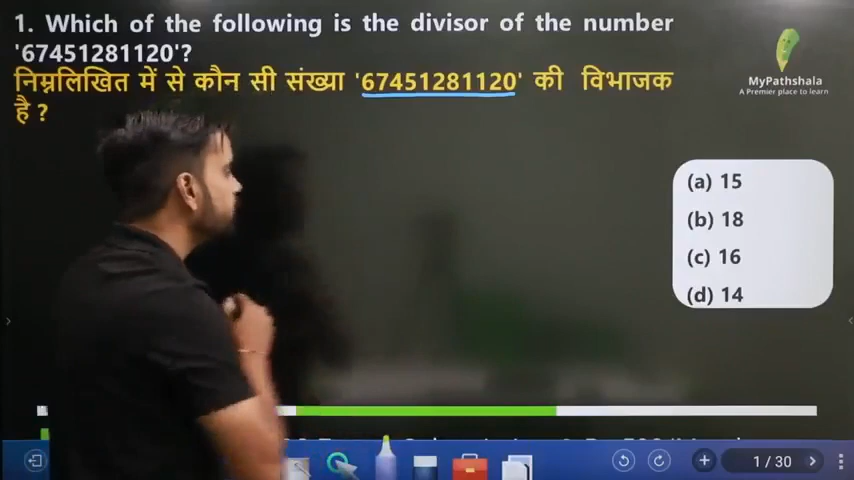 1. Which of the following is the divisor of the number
'67451281120'?
निम्नलिखित में से कौन सी संख्या '67451281120' की विभाजक
है ?
MyPathshala
A Premier place to learn
(a) 15
(b) 18
(c) 16
(d) 14
1 / 30